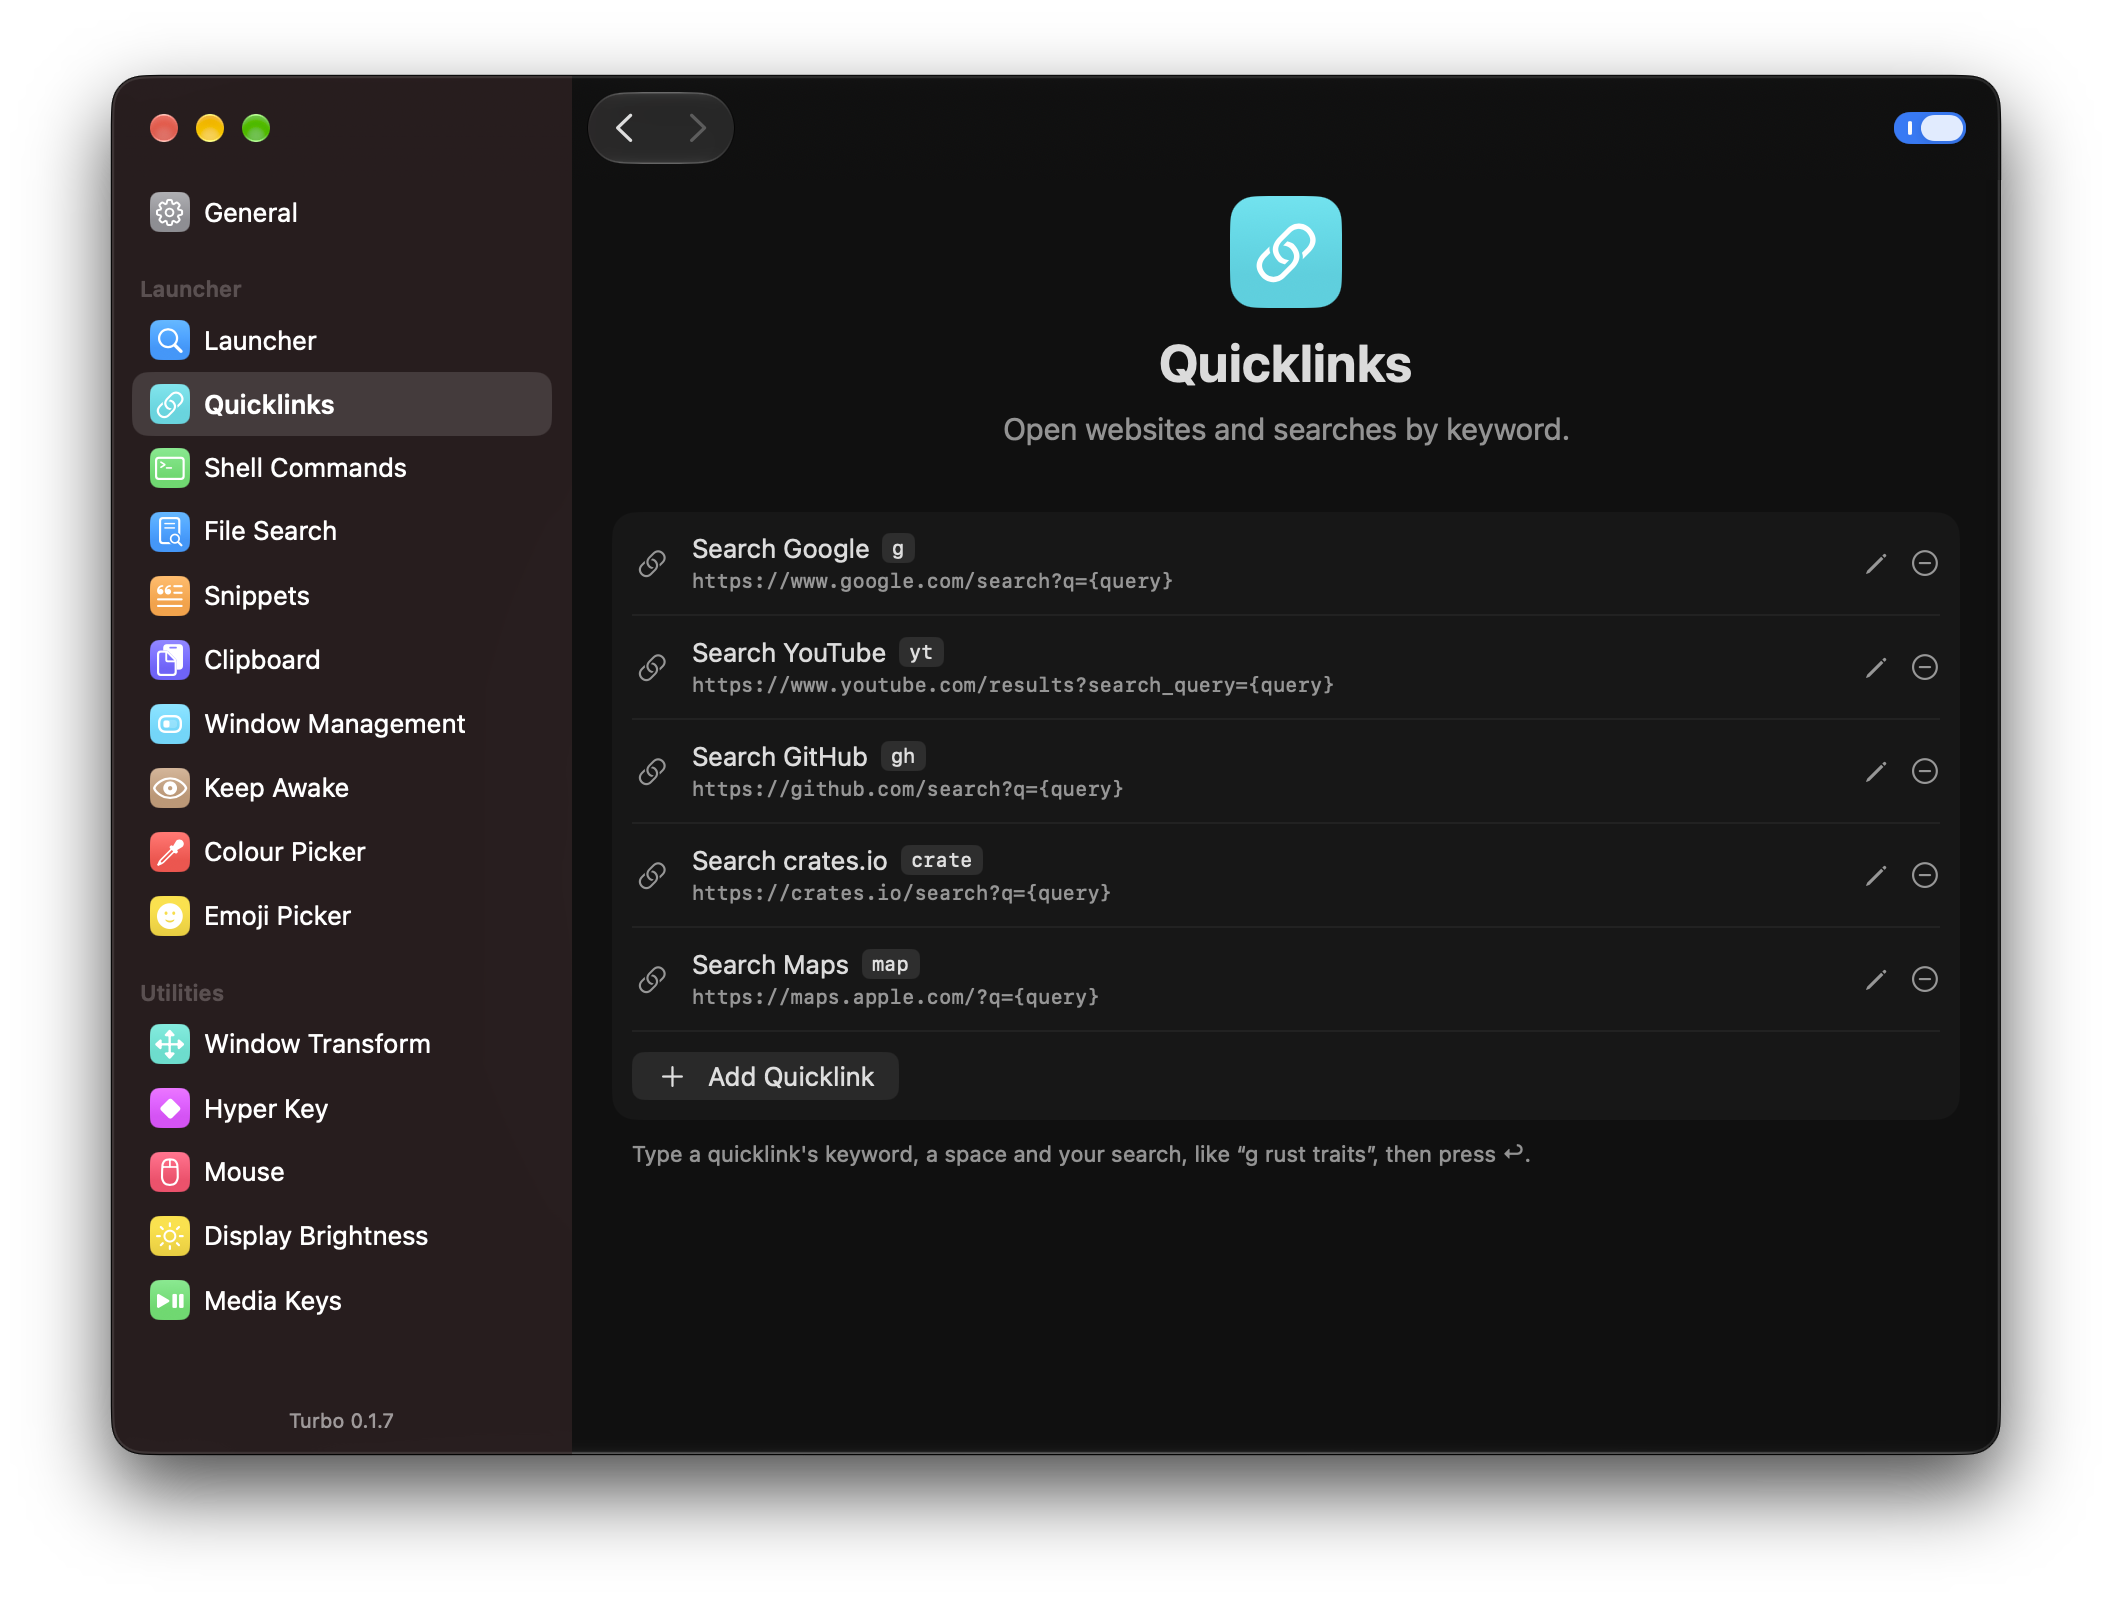 General
Launcher
Launcher
Quicklinks
Shell Commands
File Search
Snippets
Clipboard
Window Management
Keep Awake
Colour Picker
Emoji Picker
Utilities
Window Transform
Hyper Key
Mouse
Display Brightness
Media Keys
Turbo 0.1.7
Quicklinks
Open websites and searches by keyword.
Search Google g
https://www.google.com/search?q={query}
Search YouTube yt
https://www.youtube.com/results?search_query={query}
Search GitHub gh
https://github.com/search?q={query}
Search crates.io crate
https://crates.io/search?q={query}
Search Maps map
https://maps.apple.com/?q={query}
+ Add Quicklink
Type a quicklink's keyword, a space and your search, like “g rust traits”, then press ↩.